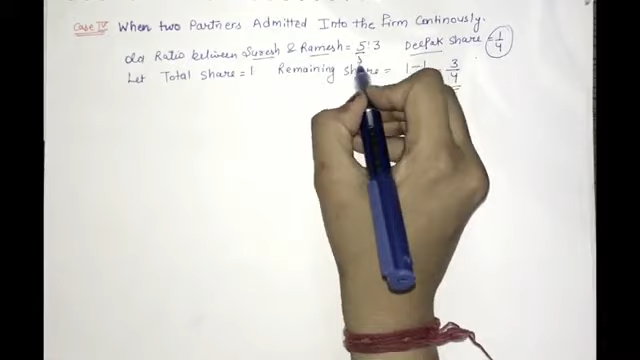 Case IV When two Partners Admitted Into the Firm Continously.
Old Ratio between Suresh & Ramesh = 5:3 Deepak Share = 1/4
Let Total Share = 1 Remaining Share = 1 - 1 3/4